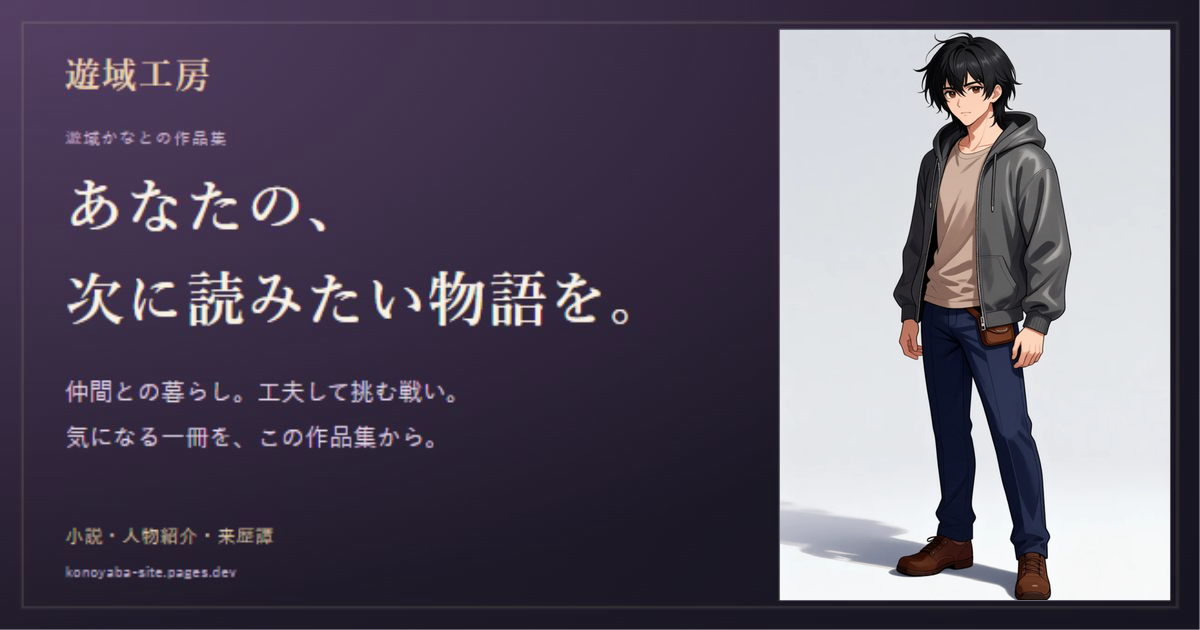 遊域工房
遊域かなとの作品集
あなたの、
次に読みたい物語を。
仲間との暮らし。工夫して挑む戦い。
気になる一冊を、この作品集から。
小説・人物紹介・来歴譚
konoyaba-site.pages.dev